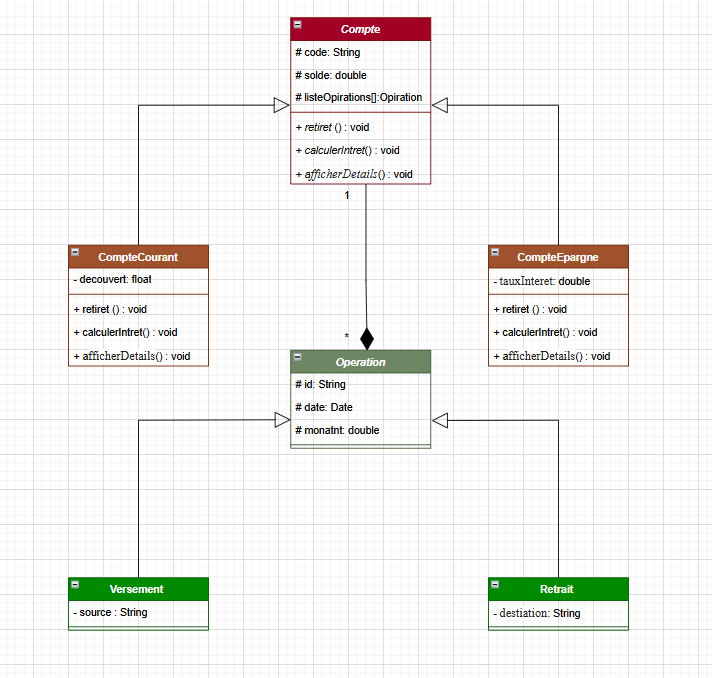 Compte
# code: String
# solde: double
# listeOpirations[]:Opiration
+ retiret () : void
+ calculerIntret() : void
+ afficherDetails() : void
1
CompteCourant
- decouvert: float
+ retiret () : void
+ calculerIntret() : void
+ afficherDetails() : void
CompteEpargne
- tauxInteret: double
+ retiret () : void
+ calculerIntret() : void
+ afficherDetails() : void
*
Operation
# id: String
# date: Date
# monatnt: double
Versement
- source : String
Retrait
- destiation: String